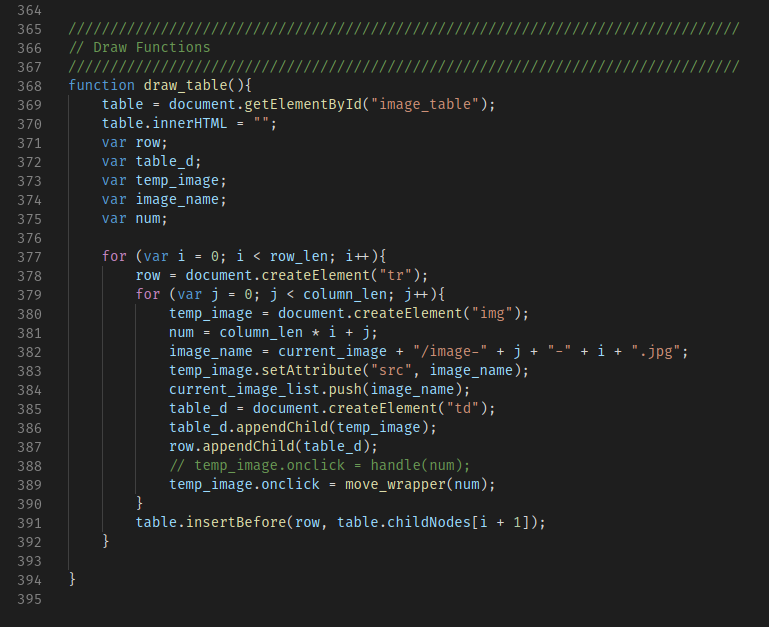 364
365 ////////////////////////////////////////////////////////////////////////////////
366 // Draw Functions
367 ////////////////////////////////////////////////////////////////////////////////
368 function draw_table(){
369     table = document.getElementById("image_table");
370     table.innerHTML = "";
371     var row;
372     var table_d;
373     var temp_image;
374     var image_name;
375     var num;
376
377     for (var i = 0; i < row_len; i++){
378         row = document.createElement("tr");
379         for (var j = 0; j < column_len; j++){
380             temp_image = document.createElement("img");
381             num = column_len * i + j;
382             image_name = current_image + "/image-" + j + "-" + i + ".jpg";
383             temp_image.setAttribute("src", image_name);
384             current_image_list.push(image_name);
385             table_d = document.createElement("td");
386             table_d.appendChild(temp_image);
387             row.appendChild(table_d);
388             // temp_image.onclick = handle(num);
389             temp_image.onclick = move_wrapper(num);
390         }
391         table.insertBefore(row, table.childNodes[i + 1]);
392     }
393
394 }
395